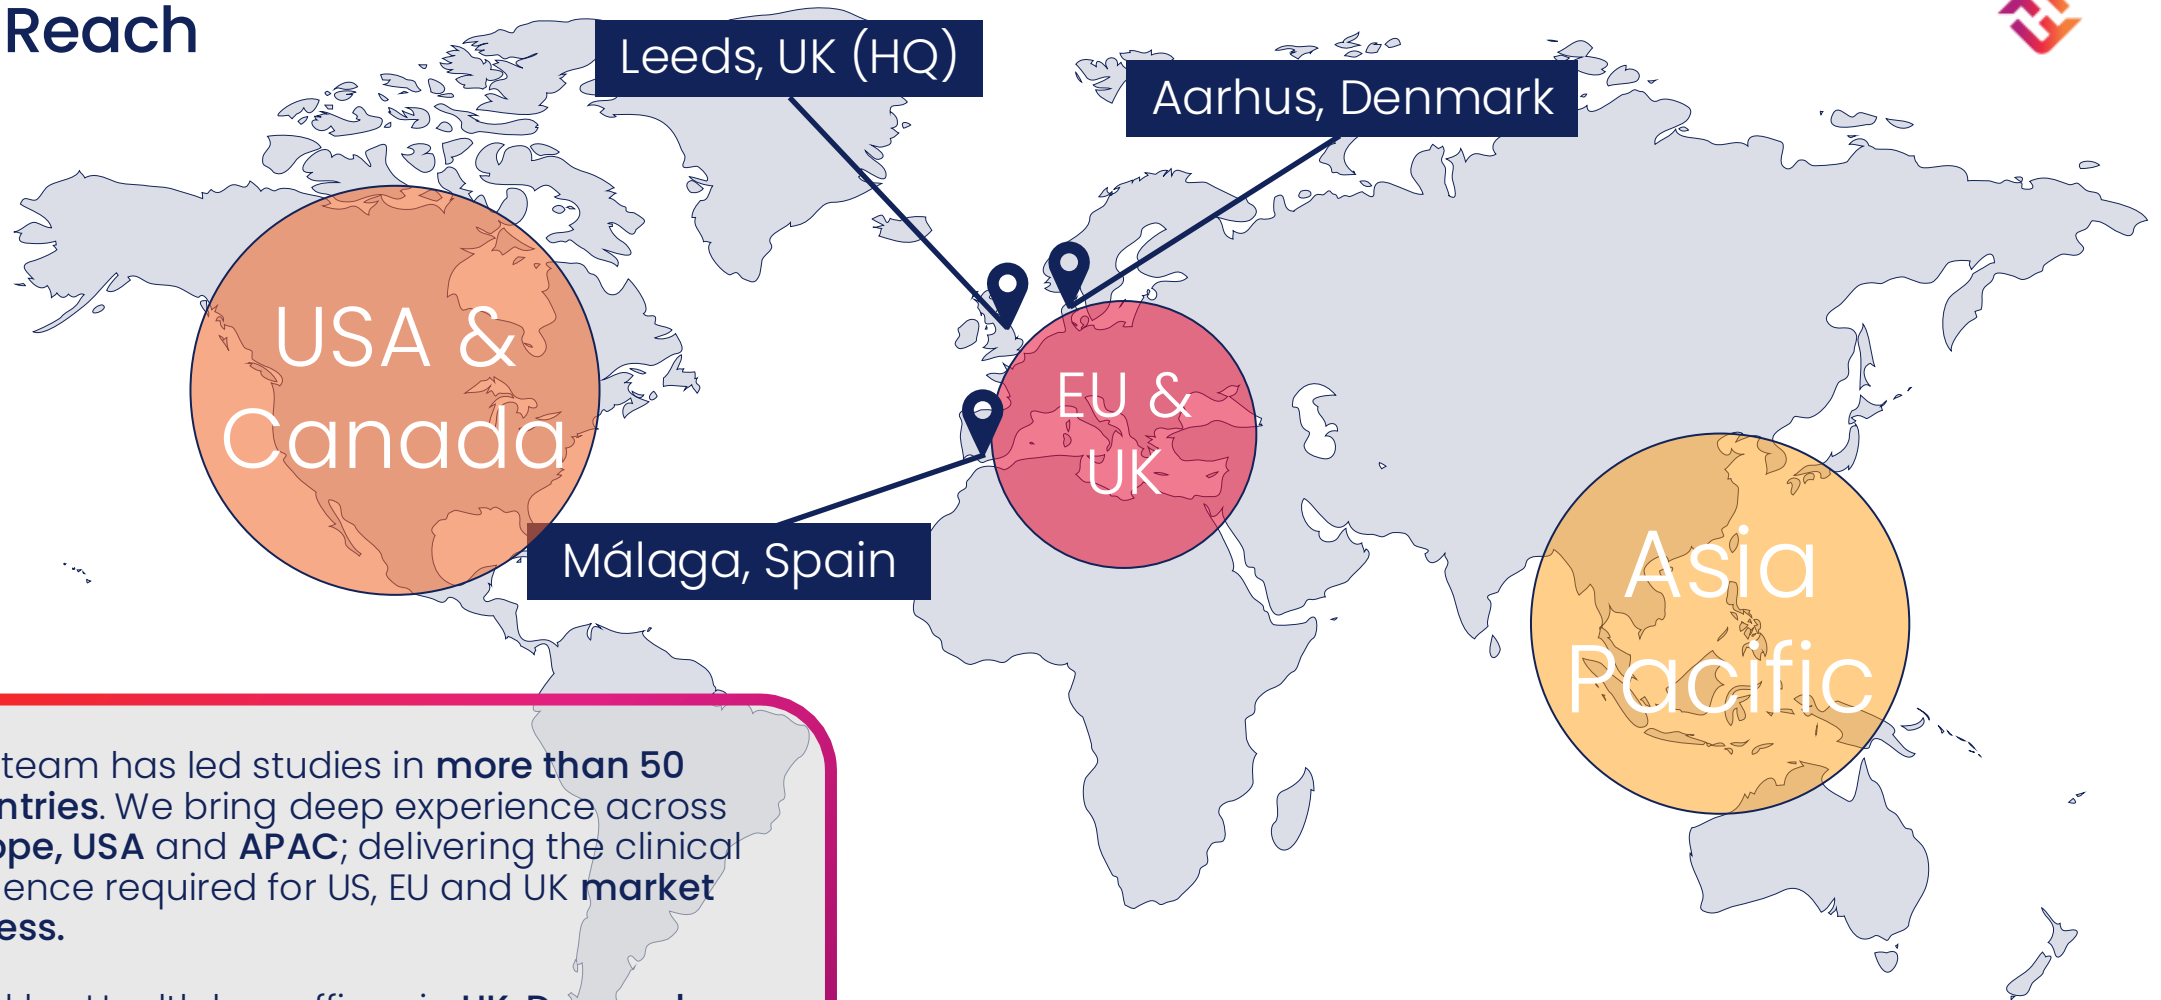 Reach
Leeds, UK (HQ)
Aarhus, Denmark
USA &
Canada
EU &
UK
Málaga, Spain
Asia
Pacific
team has led studies in more than 50
ntries. We bring deep experience across
ope, USA and APAC; delivering the clinical
ence required for US, EU and UK market
ess.